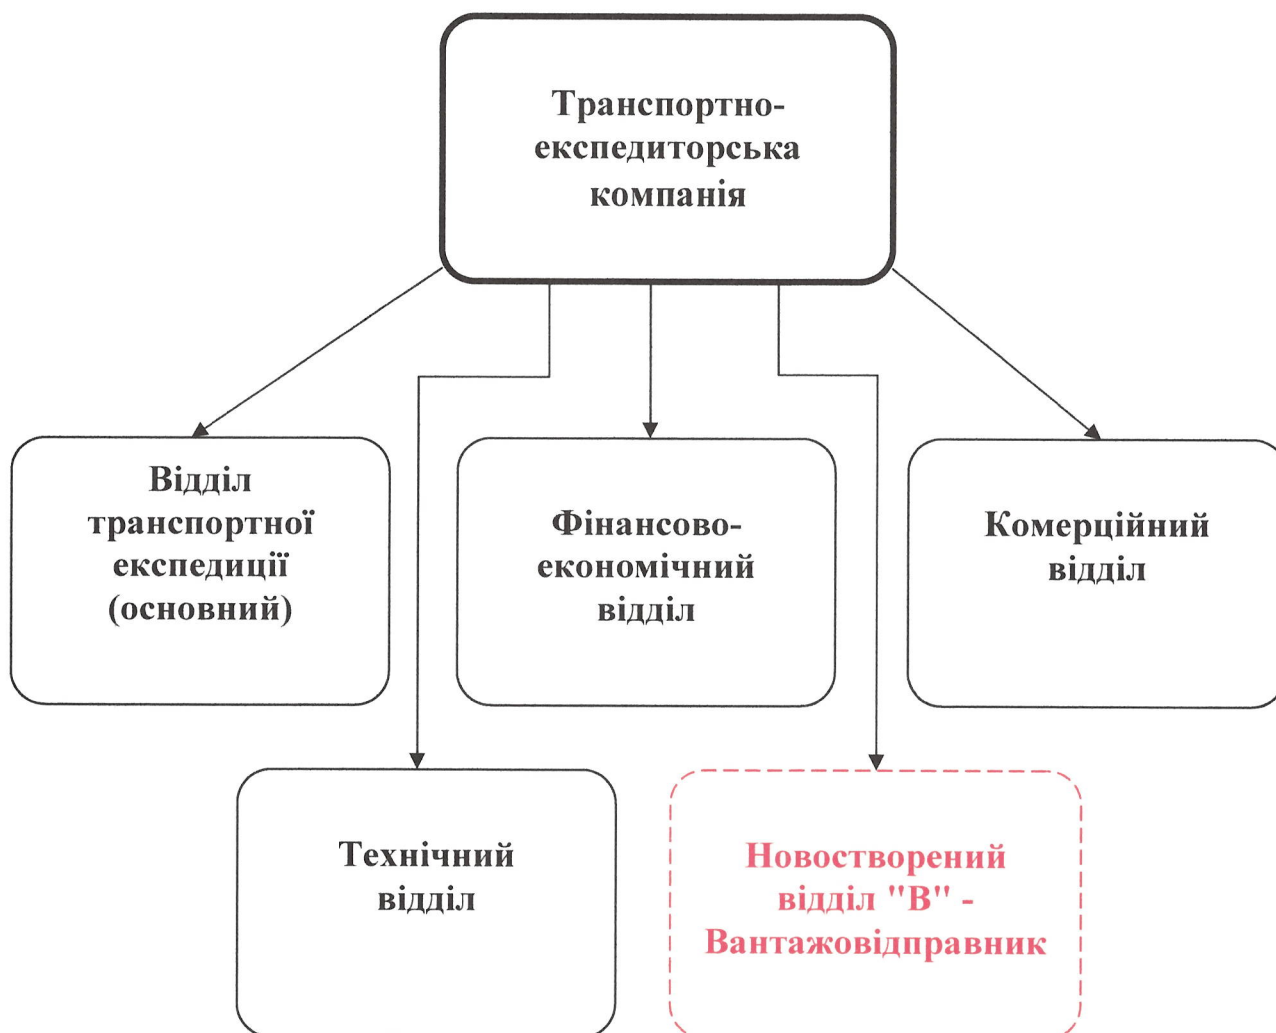 Транспортно-
експедиторська
компанія
Відділ
транспортної
експедиції
(основний)
Фінансово-
економічний
відділ
Комерційний
відділ
Технічний
відділ
Новостворений
відділ "В" -
Вантажовідправник